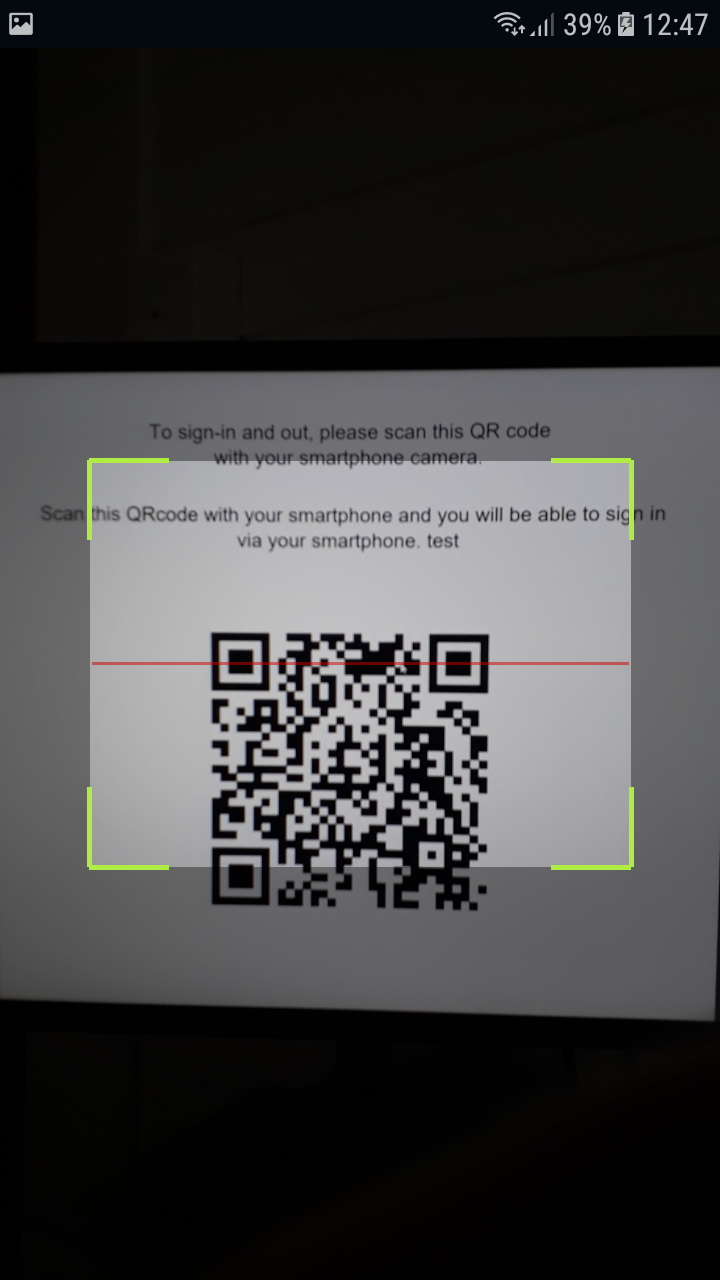 39% 12:47
To sign-in and out, please scan this QR code
with your smartphone camera.
Scan this QRcode with your smartphone and you will be able to sign in
via your smartphone. test